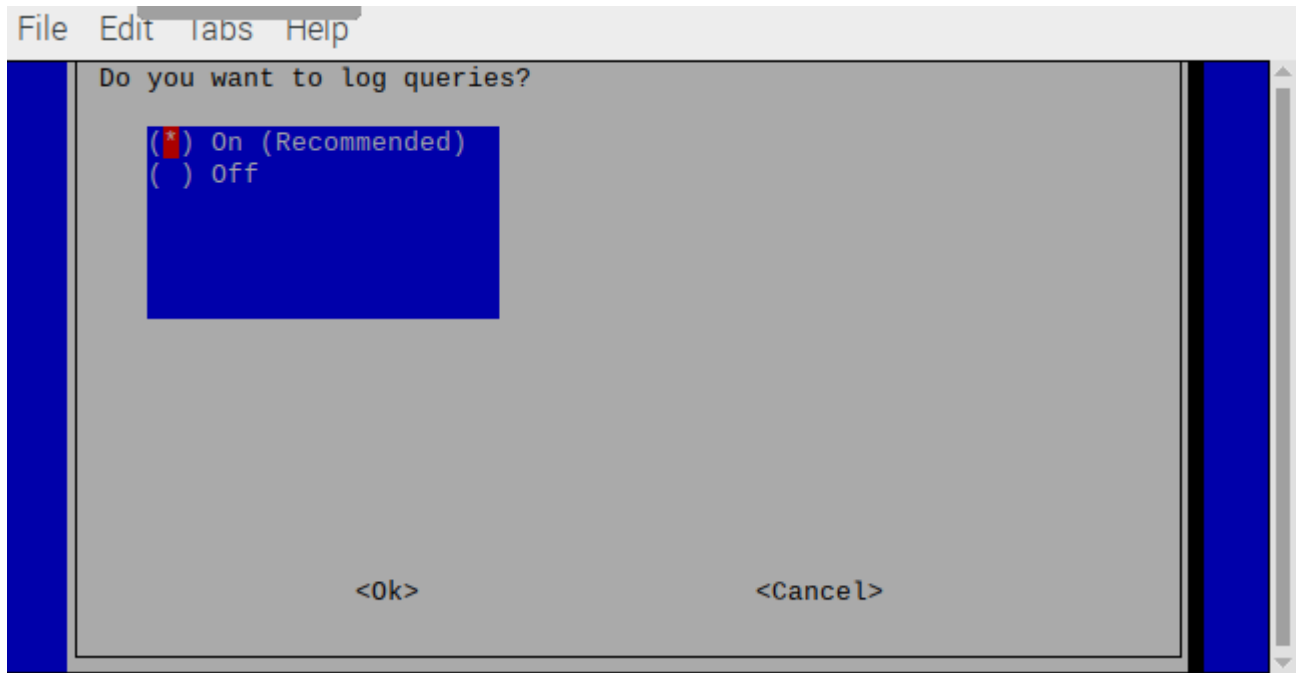 File Edit Tabs Help
Do you want to log queries?
(*) On (Recommended)
( ) Off
<Ok> <Cancel>